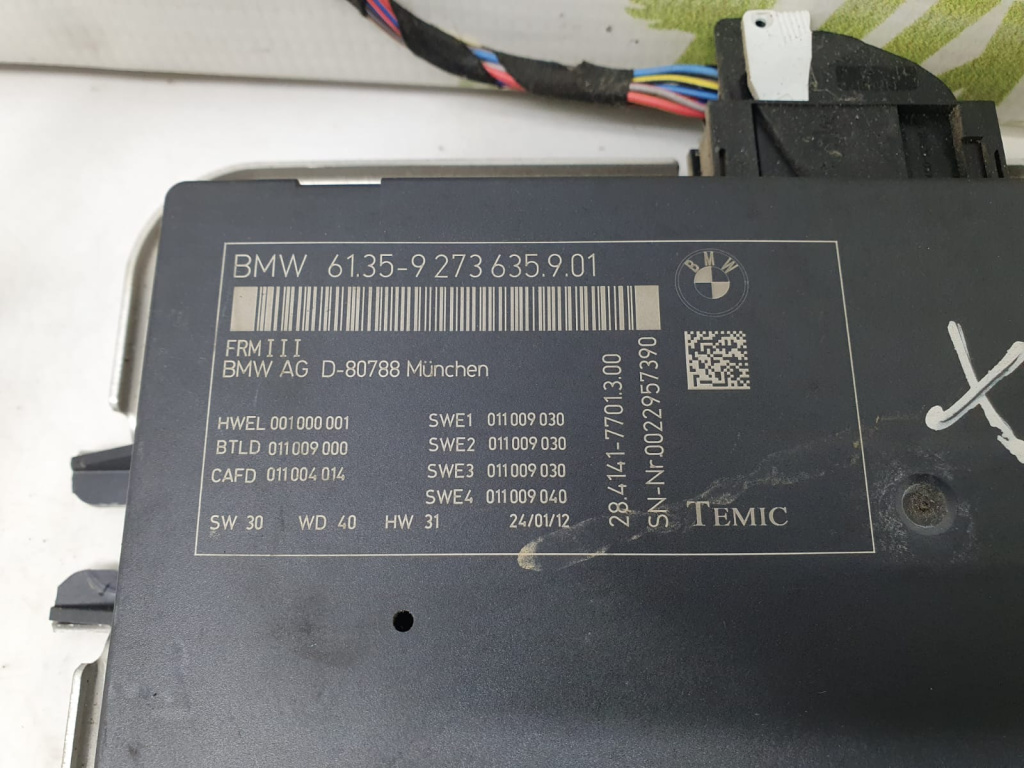 BMW 61.35-9 273 635.9.01
BMW
FRMIII
BMW AG D-80788 München
HWEL 001 000 001
BTLD 011 009 000
CAFD 011 004 014
SWE1 011 009 030
SWE2 011 009 030
SWE3 011 009 030
SWE4 011 009 040
SW 30 WD 40 HW 31 24/01/12
28.4141-7701.3.00
SN-Nr.0022957390
TEMIC
X